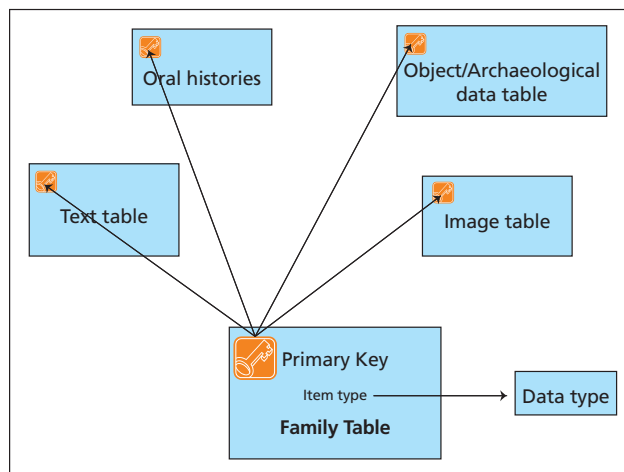 Oral histories
Object/Archaeological
data table
Text table
Image table
Primary Key
Item type
Data type
Family Table